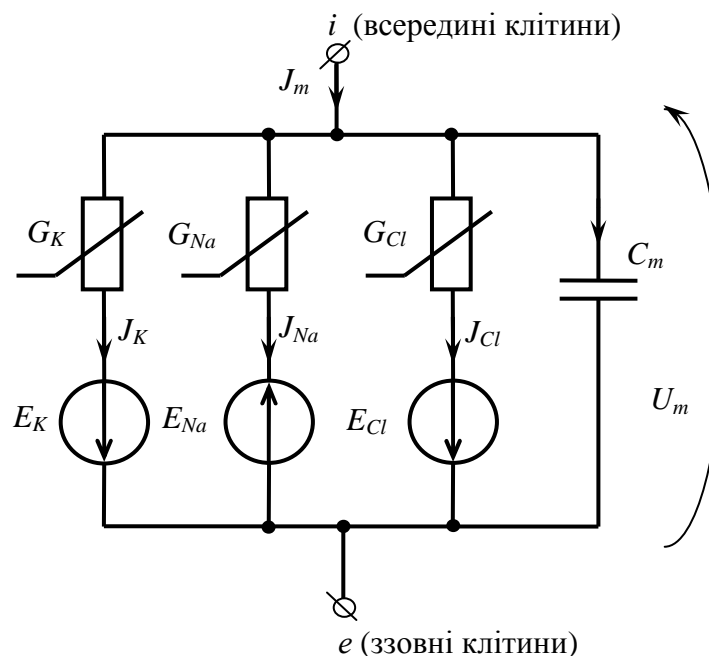 i (всередині клітини)
J_m
G_K
G_Na
G_Cl
C_m
J_K
J_Na
J_Cl
E_K
E_Na
E_Cl
U_m
e (ззовні клітини)